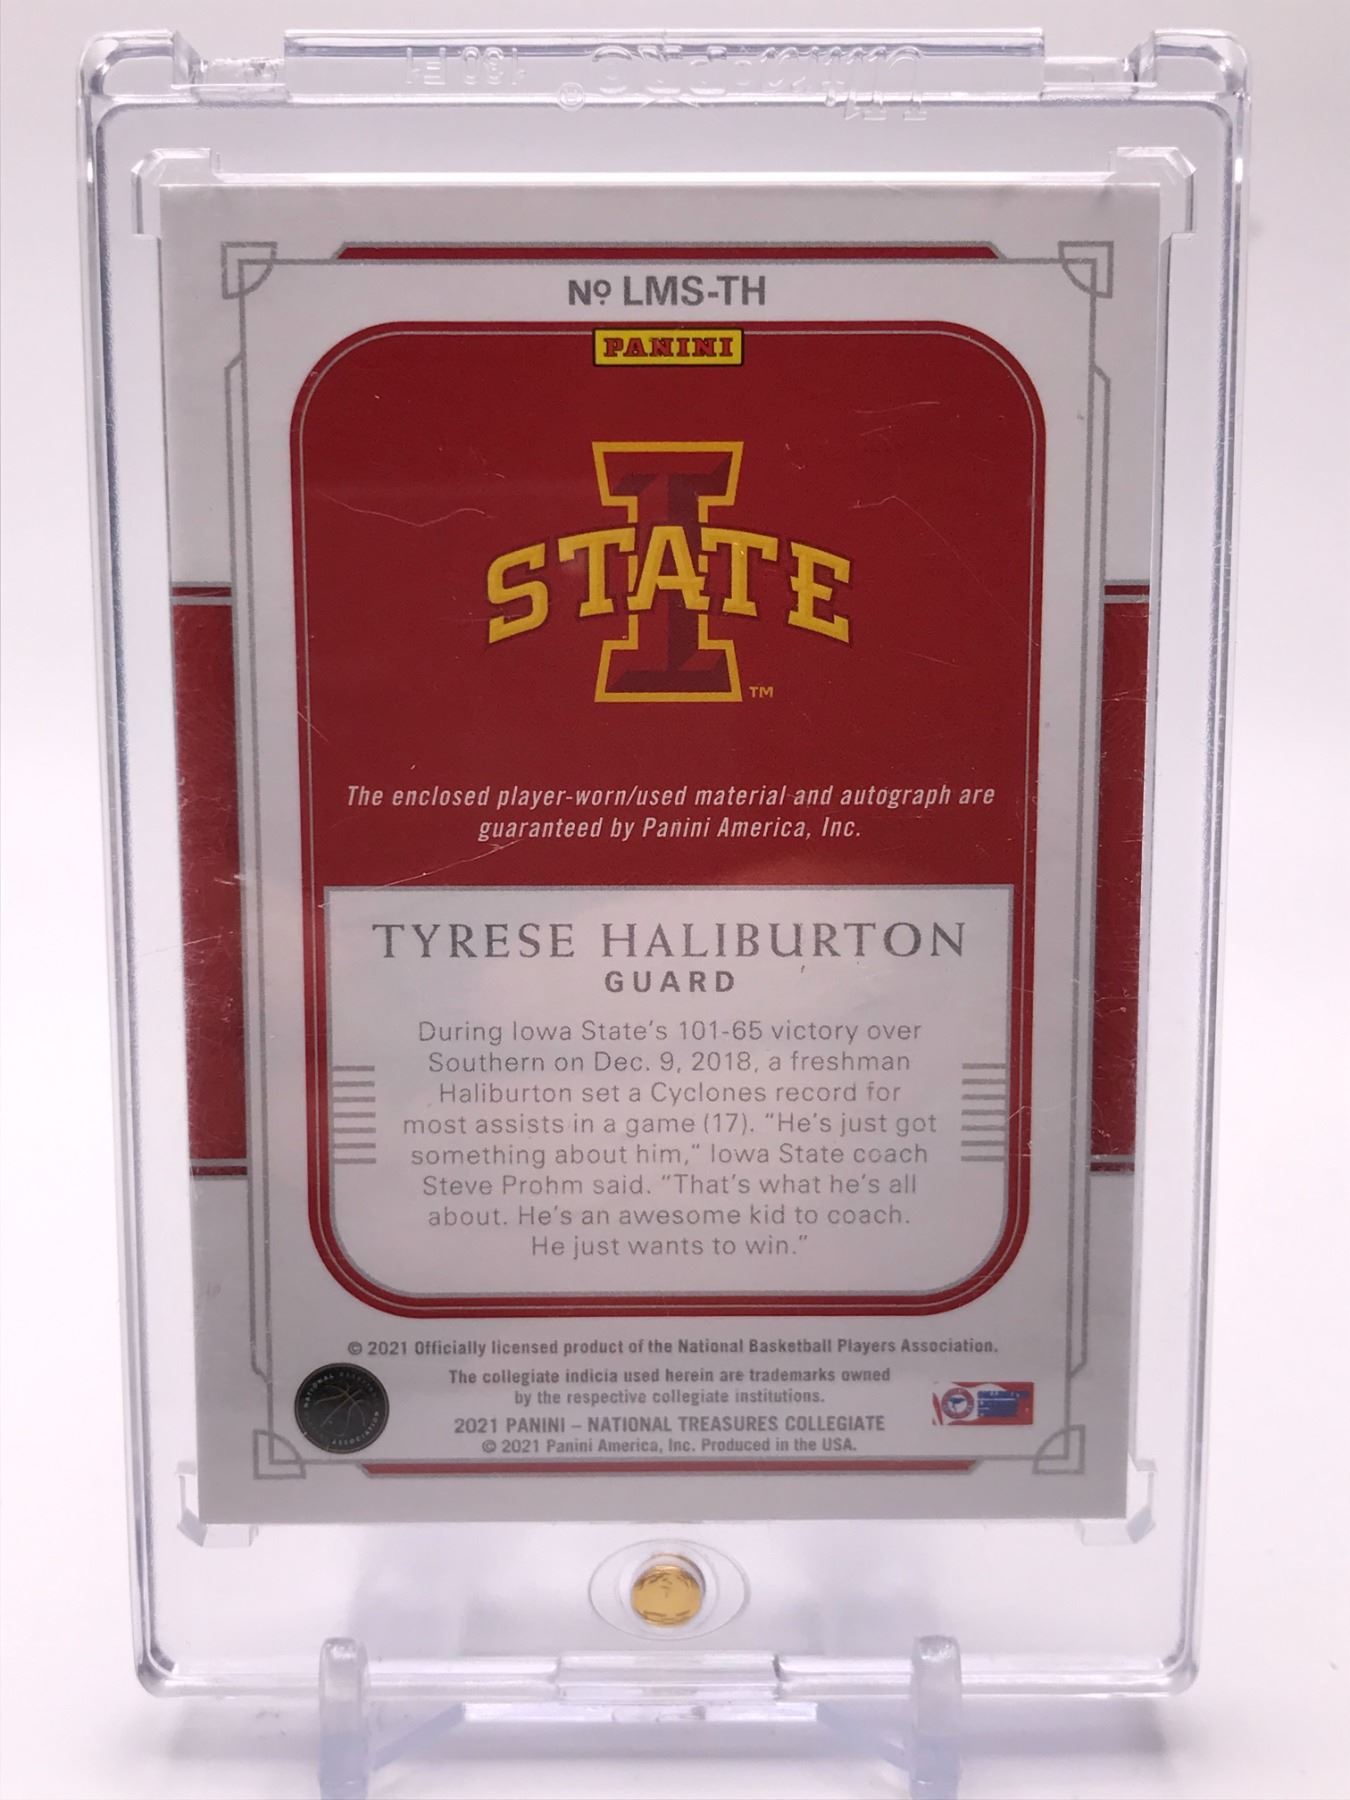 UltraPRO®
130 PT
Nº LMS-TH
PANINI
I
STATE
TM
The enclosed player-worn/used material and autograph are
guaranteed by Panini America, Inc.
TYRESE HALIBURTON
GUARD
During Iowa State's 101-65 victory over
Southern on Dec. 9, 2018, a freshman
Haliburton set a Cyclones record for
most assists in a game (17). "He's just got
something about him," Iowa State coach
Steve Prohm said. "That's what he's all
about. He's an awesome kid to coach.
He just wants to win."
© 2021 Officially licensed product of the National Basketball Players Association.
The collegiate indicia used herein are trademarks owned
by the respective collegiate institutions.
2021 PANINI – NATIONAL TREASURES COLLEGIATE
© 2021 Panini America, Inc. Produced in the USA.